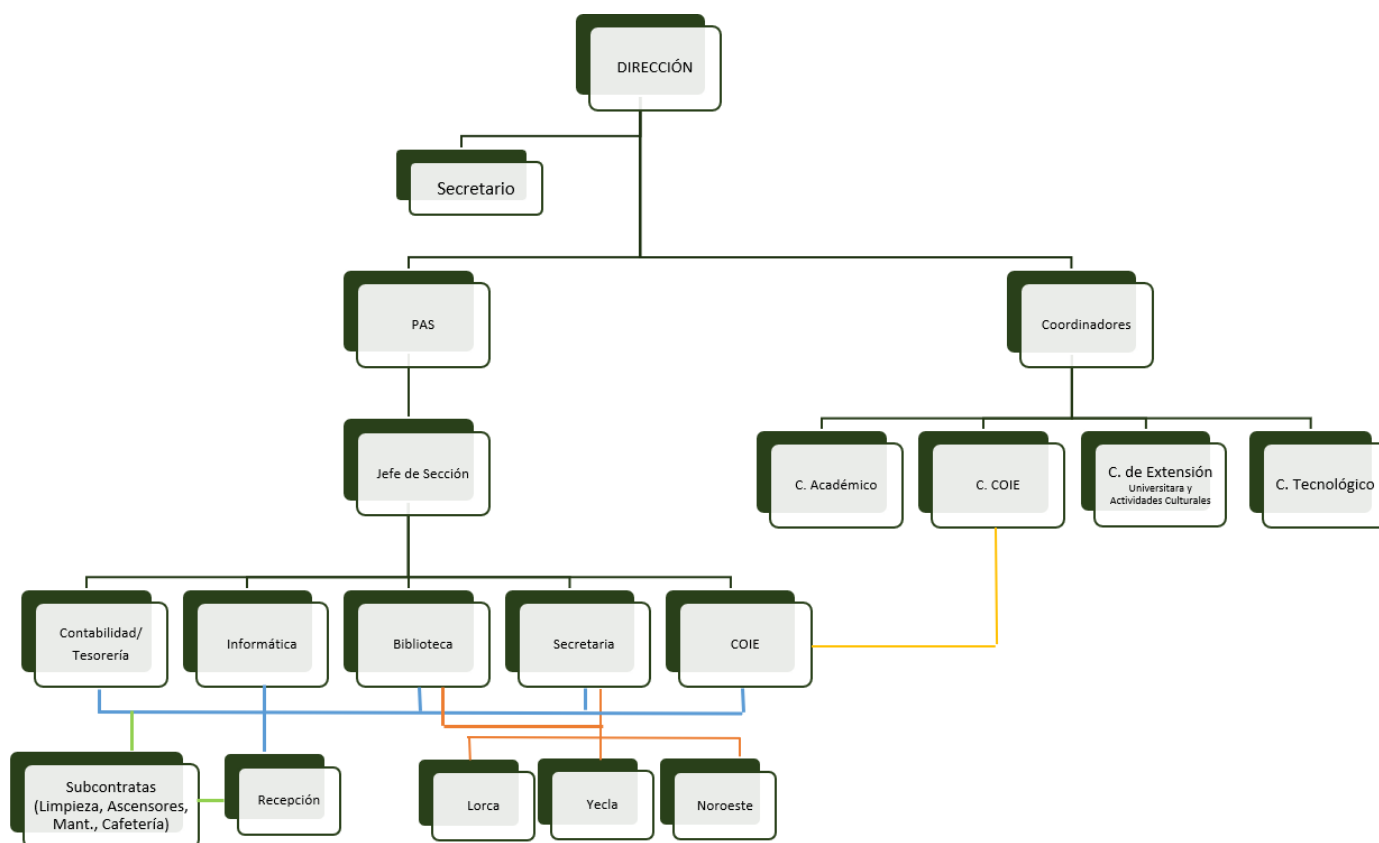 DIRECCIÓN
Secretario
PAS
Coordinadores
Jefe de Sección
C. Académico
C. COIE
C. de Extensión
Universitara y
Actividades Culturales
C. Tecnológico
Contabilidad/
Tesorería
Informática
Biblioteca
Secretaria
COIE
Subcontratas
(Limpieza, Ascensores,
Mant., Cafetería)
Recepción
Lorca
Yecla
Noroeste